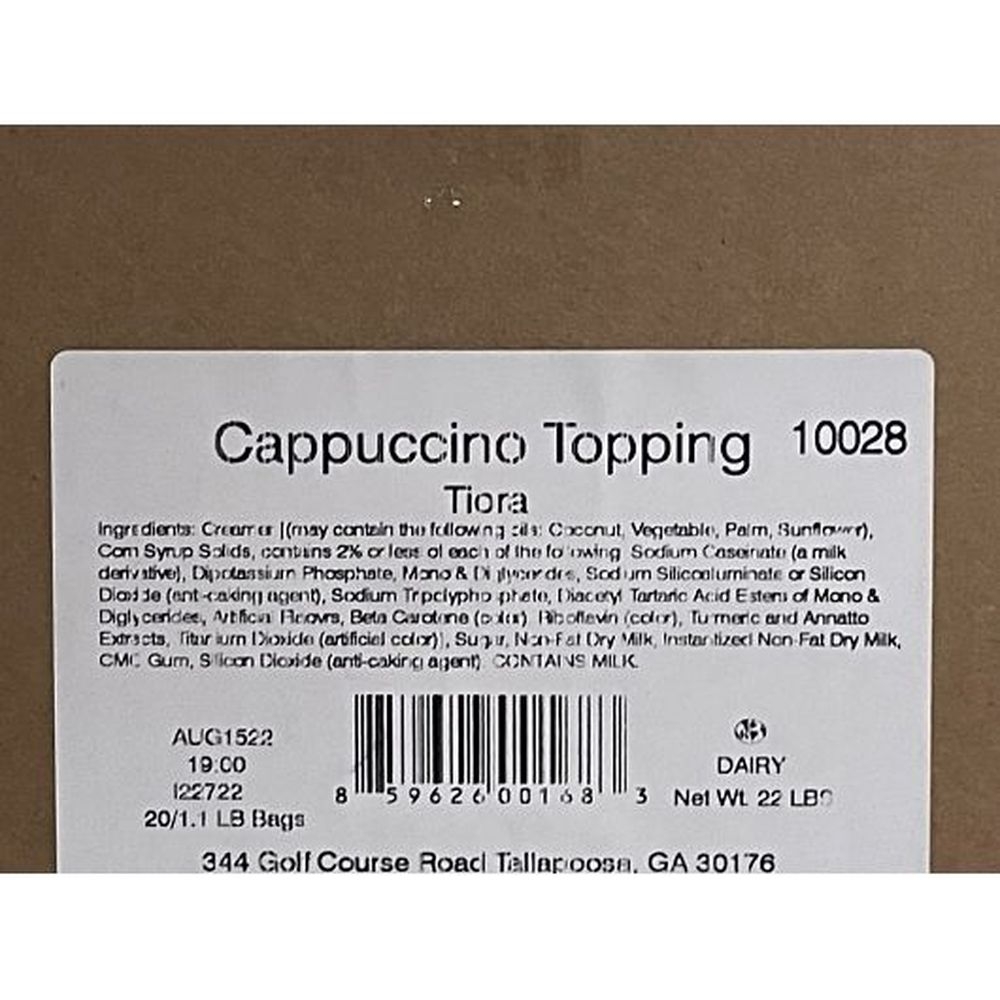 Cappuccino Topping 10028
Tiora
Ingredients: Creamer [(may contain the following oils: Coconut, Vegetable, Palm, Sunflower),
Corn Syrup Solids, contains 2% or less of each of the following Sodium Caseinate (a milk
derivative), Dipotassium Phosphate, Mono & Diglycerides, Sodium Silicoaluminate or Silicon
Dioxide (ant-caking agent), Sodium Diacetyl Tartaric Acid Esters of Mono &
Diglycerides, Artificial Flavors, Beta Carotene (color) Riboflavin (color), Turmeric and Annatto
Extracts, Titanium Dioxide (artificial color)], Sugar, Non-Fat Dry Milk, Instantized Non-Fat Dry Milk,
CMC Gum, Silicon Dioxide (anti-caking agent) CONTAINS MILK.
AUG1522
19:00
I22722
20/1.1 LB Bags
8 59626 00168 3
DAIRY
Net Wt. 22 LBS
344 Golf Course Road Tallapoosa, GA 30176